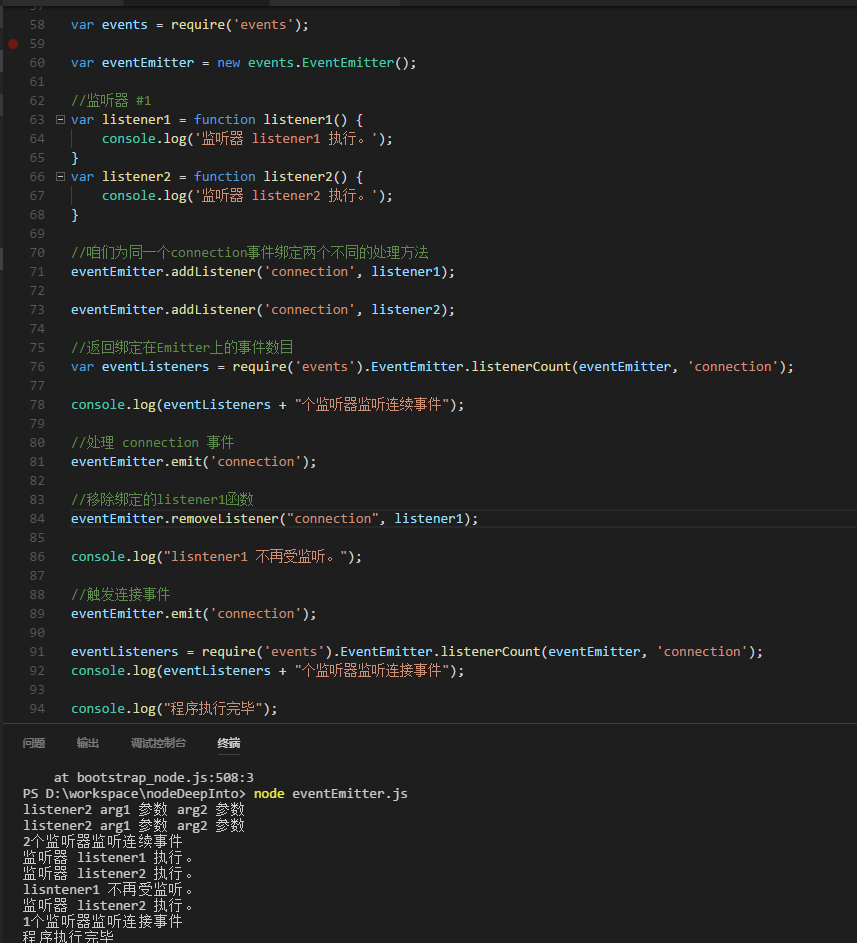 57
58 var events = require('events');
59
60 var eventEmitter = new events.EventEmitter();
61
62 //监听器 #1
63 var listener1 = function listener1() {
64 console.log('监听器 listener1 执行。');
65 }
66 var listener2 = function listener2() {
67 console.log('监听器 listener2 执行。');
68 }
69
70 //咱们为同一个connection事件绑定两个不同的处理方法
71 eventEmitter.addListener('connection', listener1);
72
73 eventEmitter.addListener('connection', listener2);
74
75 //返回绑定在Emitter上的事件数目
76 var eventListeners = require('events').EventEmitter.listenerCount(eventEmitter, 'connection');
77
78 console.log(eventListeners + "个监听器监听连续事件");
79
80 //处理 connection 事件
81 eventEmitter.emit('connection');
82
83 //移除绑定的listener1函数
84 eventEmitter.removeListener("connection", listener1);
85
86 console.log("lisntener1 不再受监听。");
87
88 //触发连接事件
89 eventEmitter.emit('connection');
90
91 eventListeners = require('events').EventEmitter.listenerCount(eventEmitter, 'connection');
92 console.log(eventListeners + "个监听器监听连接事件");
93
94 console.log("程序执行完毕");
问题 输出 调试控制台 终端
at bootstrap_node.js:508:3
PS D:\workspace\nodeDeepInto> node eventEmitter.js
listener2 arg1 参数 arg2 参数
listener2 arg1 参数 arg2 参数
2个监听器监听连续事件
监听器 listener1 执行。
监听器 listener2 执行。
lisntener1 不再受监听。
监听器 listener2 执行。
1个监听器监听连接事件
程序执行完毕